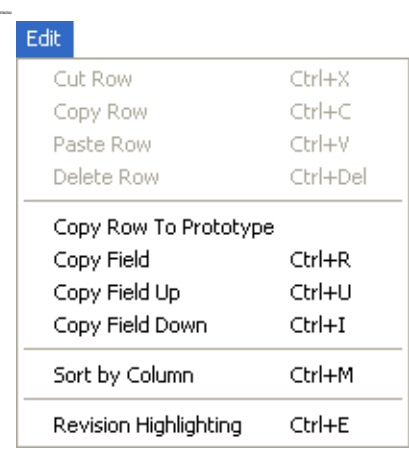 Edit
Cut Row Ctrl+X
Copy Row Ctrl+C
Paste Row Ctrl+V
Delete Row Ctrl+Del
Copy Row To Prototype
Copy Field Ctrl+R
Copy Field Up Ctrl+U
Copy Field Down Ctrl+I
Sort by Column Ctrl+M
Revision Highlighting Ctrl+E